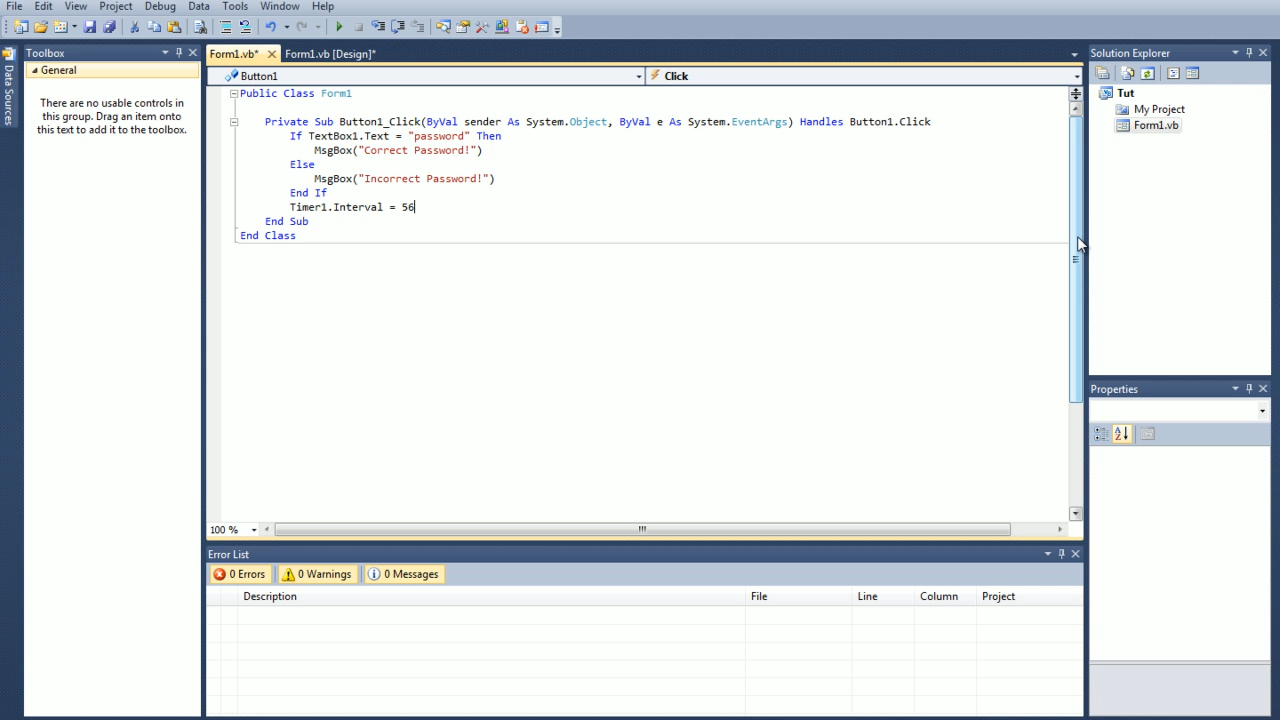 File Edit View Project Debug Data Tools Window Help
Toolbox
Form1.vb* Form1.vb [Design]*
Solution Explorer
General
Button1 Click
Data Sources
There are no usable controls in
this group. Drag an item onto
this text to add it to the toolbox.
Public Class Form1
Private Sub Button1_Click(ByVal sender As System.Object, ByVal e As System.EventArgs) Handles Button1.Click
If TextBox1.Text = "password" Then
MsgBox("Correct Password!")
Else
MsgBox("Incorrect Password!")
End If
Timer1.Interval = 56
End Sub
End Class
Tut
My Project
Form1.vb
Properties
100 %
Error List
0 Errors 0 Warnings 0 Messages
Description File Line Column Project